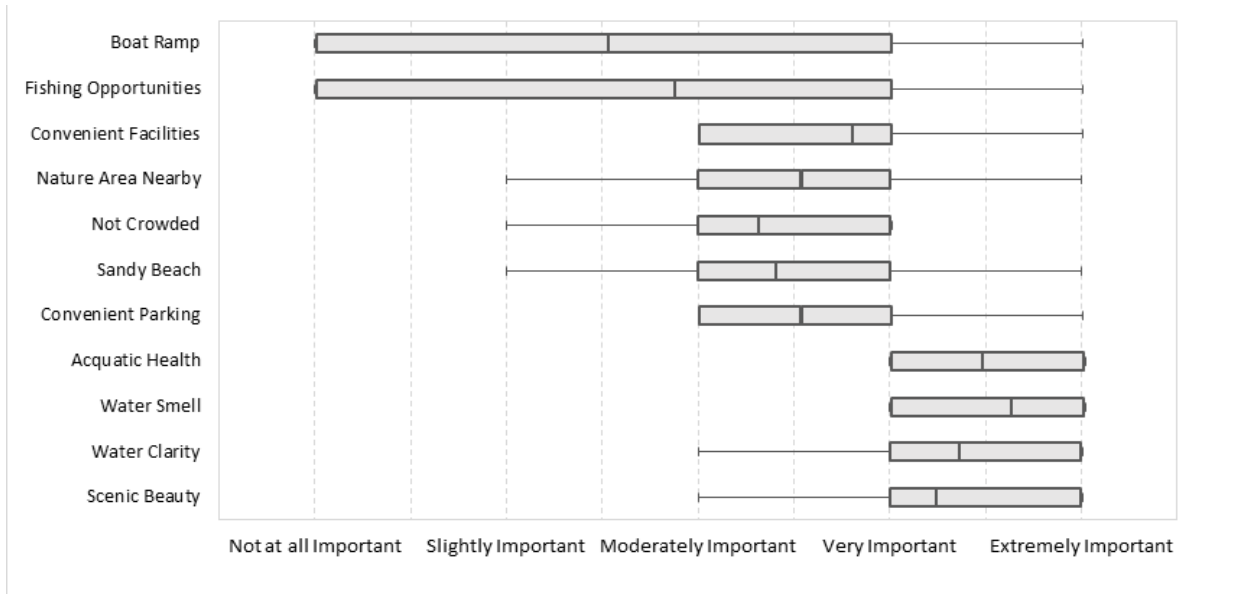 Boat Ramp
Fishing Opportunities
Convenient Facilities
Nature Area Nearby
Not Crowded
Sandy Beach
Convenient Parking
Acquatic Health
Water Smell
Water Clarity
Scenic Beauty
Not at all Important Slightly Important Moderately Important Very Important Extremely Important